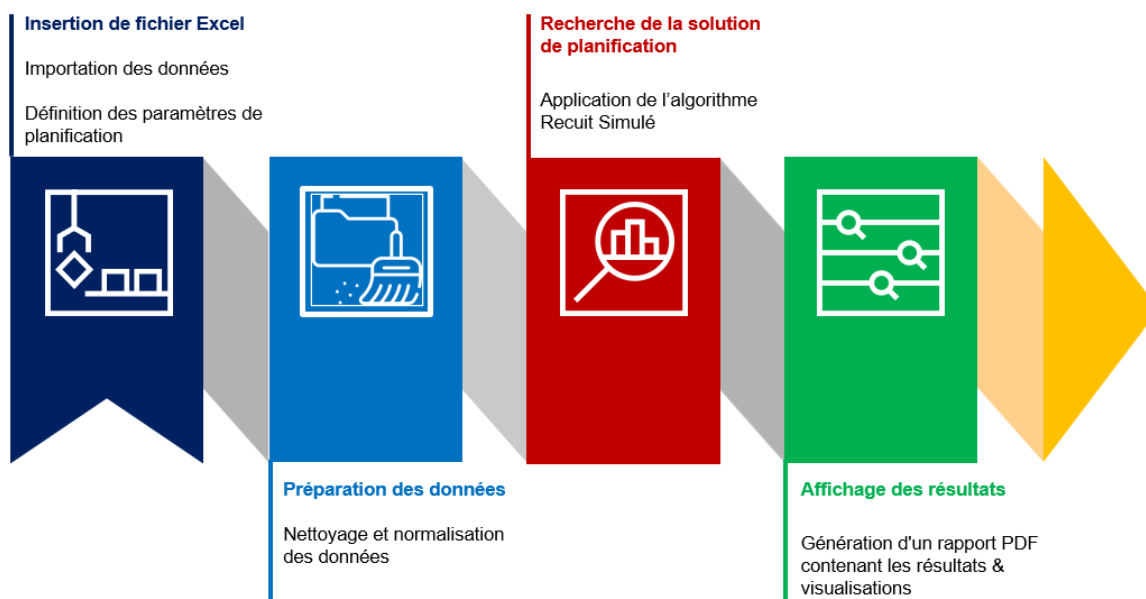 Insertion de fichier Excel
Importation des données
Définition des paramètres de
planification
Recherche de la solution
de planification
Application de l’algorithme
Recuit Simulé
Préparation des données
Nettoyage et normalisation
des données
Affichage des résultats
Génération d'un rapport PDF
contenant les résultats &
visualisations